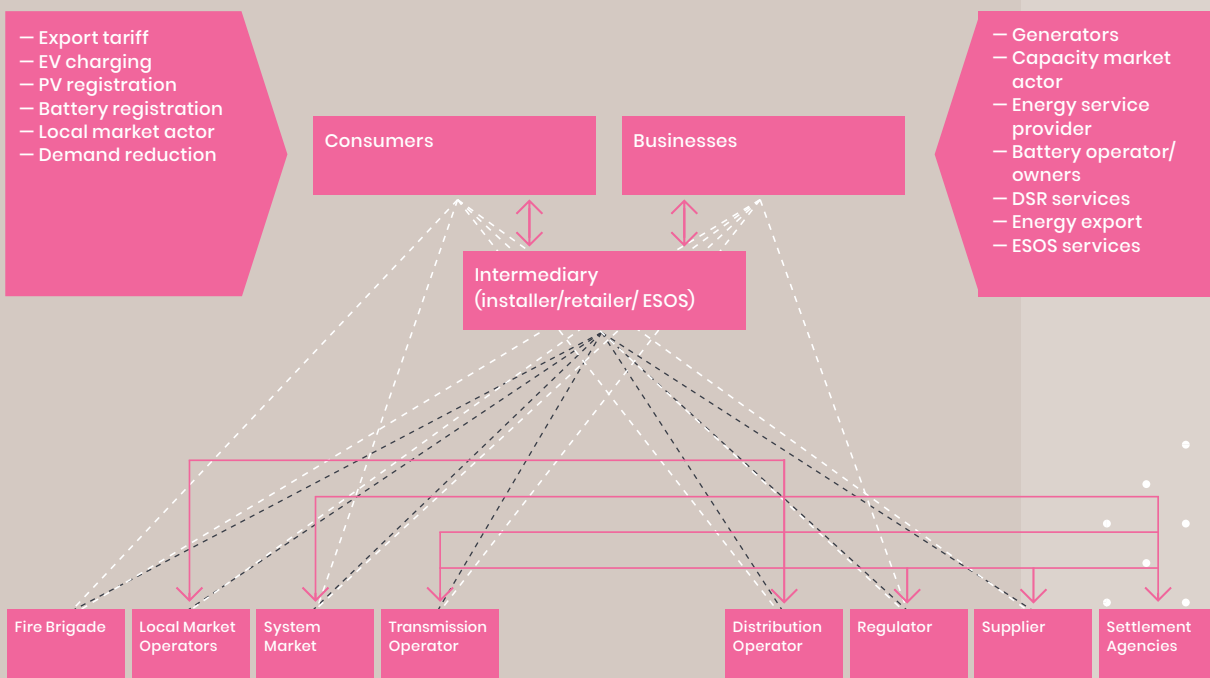 — Export tariff
— EV charging
— PV registration
— Battery registration
— Local market actor
— Demand reduction
Consumers
Businesses
— Generators
— Capacity market
actor
— Energy service
provider
— Battery operator/
owners
— DSR services
— Energy export
— ESOS services
Intermediary
(installer/retailer/ ESOS)
Fire Brigade
Local Market
Operators
System
Market
Transmission
Operator
Distribution
Operator
Regulator
Supplier
Settlement
Agencies